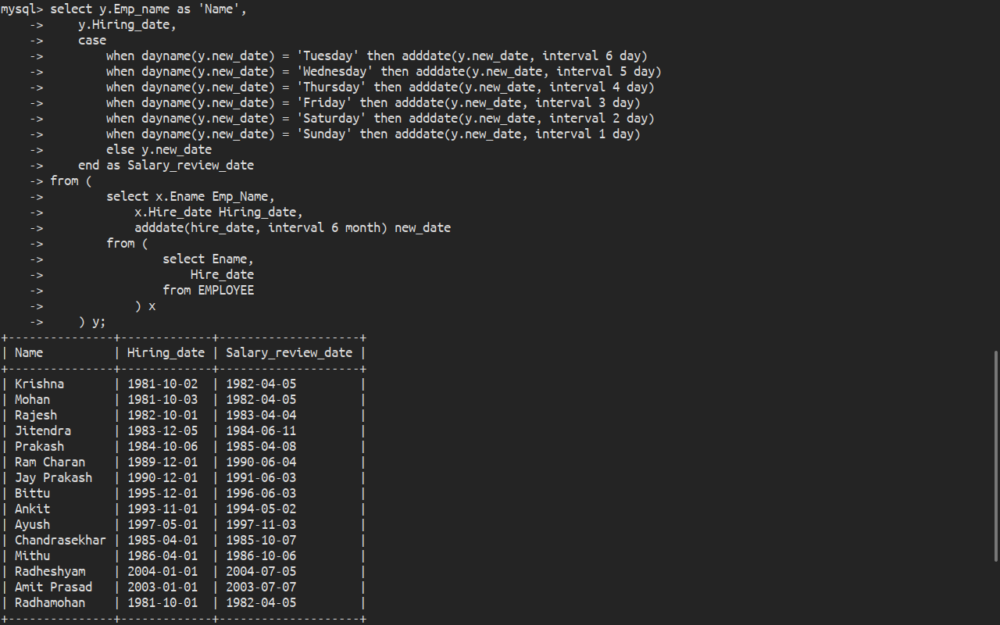 mysql> select y.Emp_name as 'Name',
    ->     y.Hiring_date,
    ->     case
    ->         when dayname(y.new_date) = 'Tuesday' then adddate(y.new_date, interval 6 day)
    ->         when dayname(y.new_date) = 'Wednesday' then adddate(y.new_date, interval 5 day)
    ->         when dayname(y.new_date) = 'Thursday' then adddate(y.new_date, interval 4 day)
    ->         when dayname(y.new_date) = 'Friday' then adddate(y.new_date, interval 3 day)
    ->         when dayname(y.new_date) = 'Saturday' then adddate(y.new_date, interval 2 day)
    ->         when dayname(y.new_date) = 'Sunday' then adddate(y.new_date, interval 1 day)
    ->         else y.new_date
    ->     end as Salary_review_date
    -> from (
    ->         select x.Ename Emp_Name,
    ->             x.Hire_date Hiring_date,
    ->             adddate(hire_date, interval 6 month) new_date
    ->         from (
    ->                 select Ename,
    ->                     Hire_date
    ->                 from EMPLOYEE
    ->             ) x
    ->     ) y;
+---------------+-------------+--------------------+
| Name          | Hiring_date | Salary_review_date |
+---------------+-------------+--------------------+
| Krishna       | 1981-10-02  | 1982-04-05         |
| Mohan         | 1981-10-03  | 1982-04-05         |
| Rajesh        | 1982-10-01  | 1983-04-04         |
| Jitendra      | 1983-12-05  | 1984-06-11         |
| Prakash       | 1984-10-06  | 1985-04-08         |
| Ram Charan    | 1989-12-01  | 1990-06-04         |
| Jay Prakash   | 1990-12-01  | 1991-06-03         |
| Bittu         | 1995-12-01  | 1996-06-03         |
| Ankit         | 1993-11-01  | 1994-05-02         |
| Ayush         | 1997-05-01  | 1997-11-03         |
| Chandrasekhar | 1985-04-01  | 1985-10-07         |
| Mithu         | 1986-04-01  | 1986-10-06         |
| Radheshyam    | 2004-01-01  | 2004-07-05         |
| Amit Prasad   | 2003-01-01  | 2003-07-07         |
| Radhamohan    | 1981-10-01  | 1982-04-05         |
+---------------+-------------+--------------------+